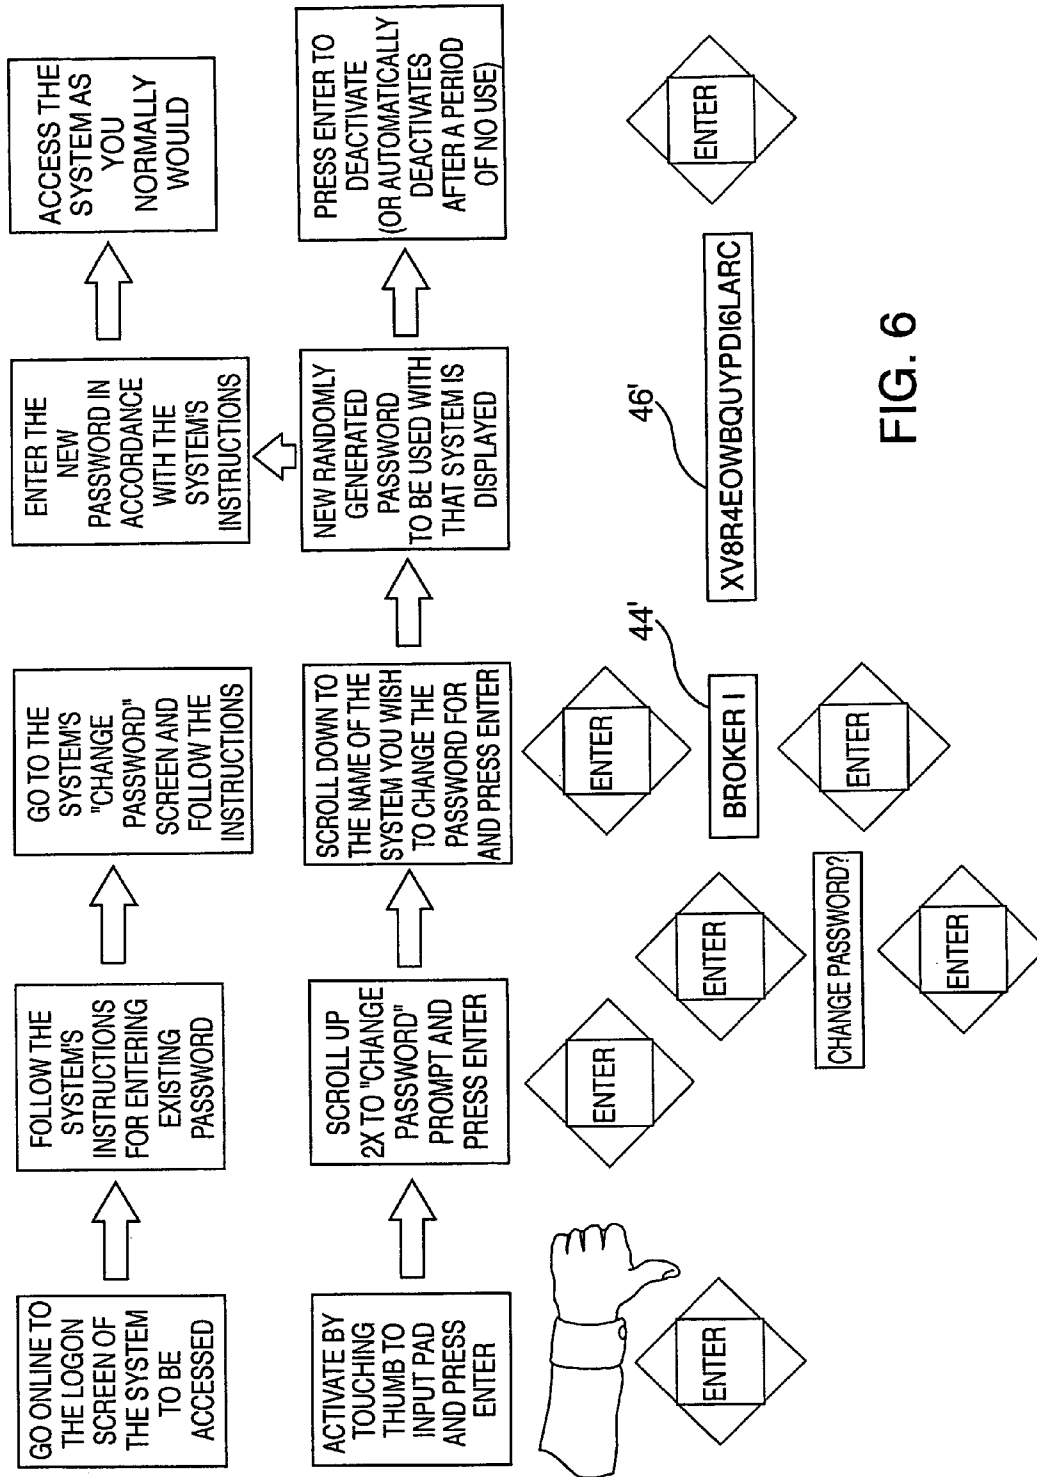 GO ONLINE TO
THE LOGON
SCREEN OF
THE SYSTEM
TO BE
ACCESSED
FOLLOW THE
SYSTEM'S
INSTRUCTIONS
FOR ENTERING
EXISTING
PASSWORD
GO TO THE
SYSTEM'S
"CHANGE
PASSWORD"
SCREEN AND
FOLLOW THE
INSTRUCTIONS
ENTER THE
NEW
PASSWORD IN
ACCORDANCE
WITH THE
SYSTEM'S
INSTRUCTIONS
ACCESS THE
SYSTEM AS
YOU
NORMALLY
WOULD
ACTIVATE BY
TOUCHING
THUMB TO
INPUT PAD
AND PRESS
ENTER
SCROLL UP
2X TO "CHANGE
PASSWORD"
PROMPT AND
PRESS ENTER
SCROLL DOWN TO
THE NAME OF THE
SYSTEM YOU WISH
TO CHANGE THE
PASSWORD FOR
AND PRESS ENTER
NEW RANDOMLY
GENERATED
PASSWORD
TO BE USED WITH
THAT SYSTEM IS
DISPLAYED
PRESS ENTER TO
DEACTIVATE
(OR AUTOMATICALLY
DEACTIVATES
AFTER A PERIOD
OF NO USE)
ENTER
ENTER
ENTER
CHANGE PASSWORD?
ENTER
ENTER
44'
BROKER I
ENTER
46'
XV8R4EOWBQUYPDI6LARC
ENTER
FIG. 6